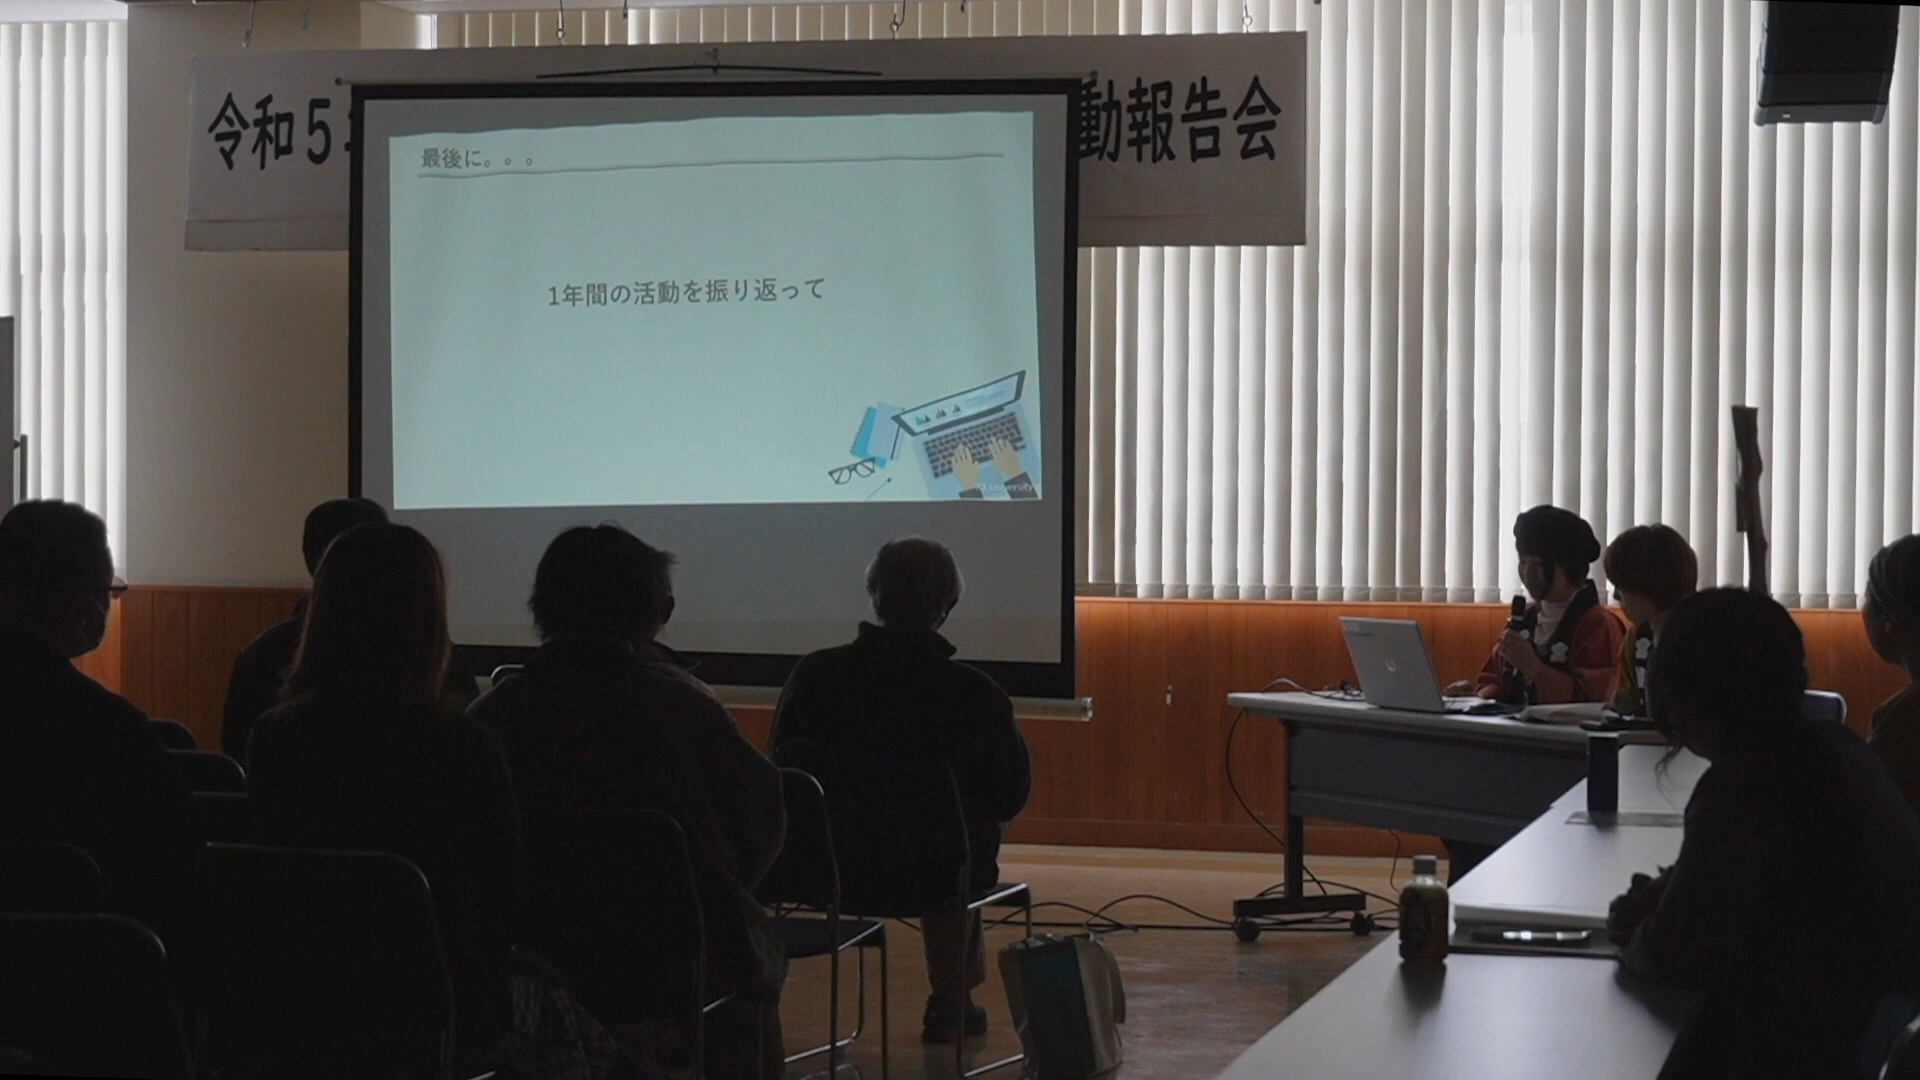 令和5
動報告会
最後に。。。
1年間の活動を振り返って
University